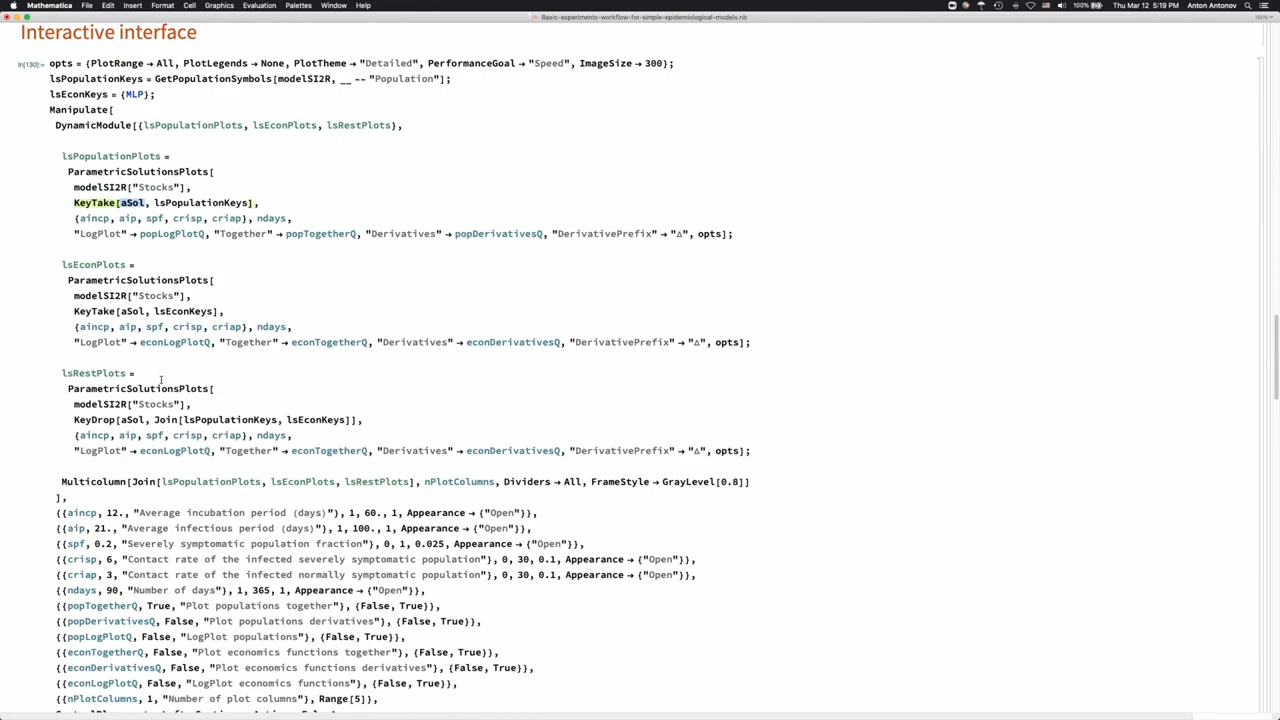 Mathematica File Edit Insert Format Cell Graphics Evaluation Palettes Window Help 100% Thu Mar 12 5:19 PM Anton Antonov
Basic-experiments-workflow-for-simple-epidemiological-models.nb
Interactive interface
In[130]:= opts = {PlotRange → All, PlotLegends → None, PlotTheme → "Detailed", PerformanceGoal → "Speed", ImageSize → 300};
lsPopulationKeys = GetPopulationSymbols[modelSI2R, __ ~~ "Population"];
lsEconKeys = {MLP};
Manipulate[
DynamicModule[{lsPopulationPlots, lsEconPlots, lsRestPlots},
lsPopulationPlots =
ParametricSolutionsPlots[
modelSI2R["Stocks"],
KeyTake[aSol, lsPopulationKeys],
{aincp, aip, spf, crisp, criap}, ndays,
"LogPlot" → popLogPlotQ, "Together" → popTogetherQ, "Derivatives" → popDerivativesQ, "DerivativePrefix" → "Δ", opts];
lsEconPlots =
ParametricSolutionsPlots[
modelSI2R["Stocks"],
KeyTake[aSol, lsEconKeys],
{aincp, aip, spf, crisp, criap}, ndays,
"LogPlot" → econLogPlotQ, "Together" → econTogetherQ, "Derivatives" → econDerivativesQ, "DerivativePrefix" → "Δ", opts];
lsRestPlots =
ParametricSolutionsPlots[
modelSI2R["Stocks"],
KeyDrop[aSol, Join[lsPopulationKeys, lsEconKeys]],
{aincp, aip, spf, crisp, criap}, ndays,
"LogPlot" → econLogPlotQ, "Together" → econTogetherQ, "Derivatives" → econDerivativesQ, "DerivativePrefix" → "Δ", opts];
Multicolumn[Join[lsPopulationPlots, lsEconPlots, lsRestPlots], nPlotColumns, Dividers → All, FrameStyle → GrayLevel[0.8]]
],
{{aincp, 12., "Average incubation period (days)"}, 1, 60., 1, Appearance → {"Open"}},
{{aip, 21., "Average infectious period (days)"}, 1, 100., 1, Appearance → {"Open"}},
{{spf, 0.2, "Severely symptomatic population fraction"}, 0, 1, 0.025, Appearance → {"Open"}},
{{crisp, 6, "Contact rate of the infected severely symptomatic population"}, 0, 30, 0.1, Appearance → {"Open"}},
{{criap, 3, "Contact rate of the infected normally symptomatic population"}, 0, 30, 0.1, Appearance → {"Open"}},
{{ndays, 90, "Number of days"}, 1, 365, 1, Appearance → {"Open"}},
{{popTogetherQ, True, "Plot populations together"}, {False, True}},
{{popDerivativesQ, False, "Plot populations derivatives"}, {False, True}},
{{popLogPlotQ, False, "LogPlot populations"}, {False, True}},
{{econTogetherQ, False, "Plot economics functions together"}, {False, True}},
{{econDerivativesQ, False, "Plot economics functions derivatives"}, {False, True}},
{{econLogPlotQ, False, "LogPlot economics functions"}, {False, True}},
{{nPlotColumns, 1, "Number of plot columns"}, Range[5]},